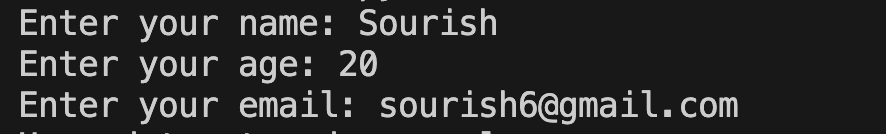 Enter your name: Sourish
Enter your age: 20
Enter your email: sourish6@gmail.com